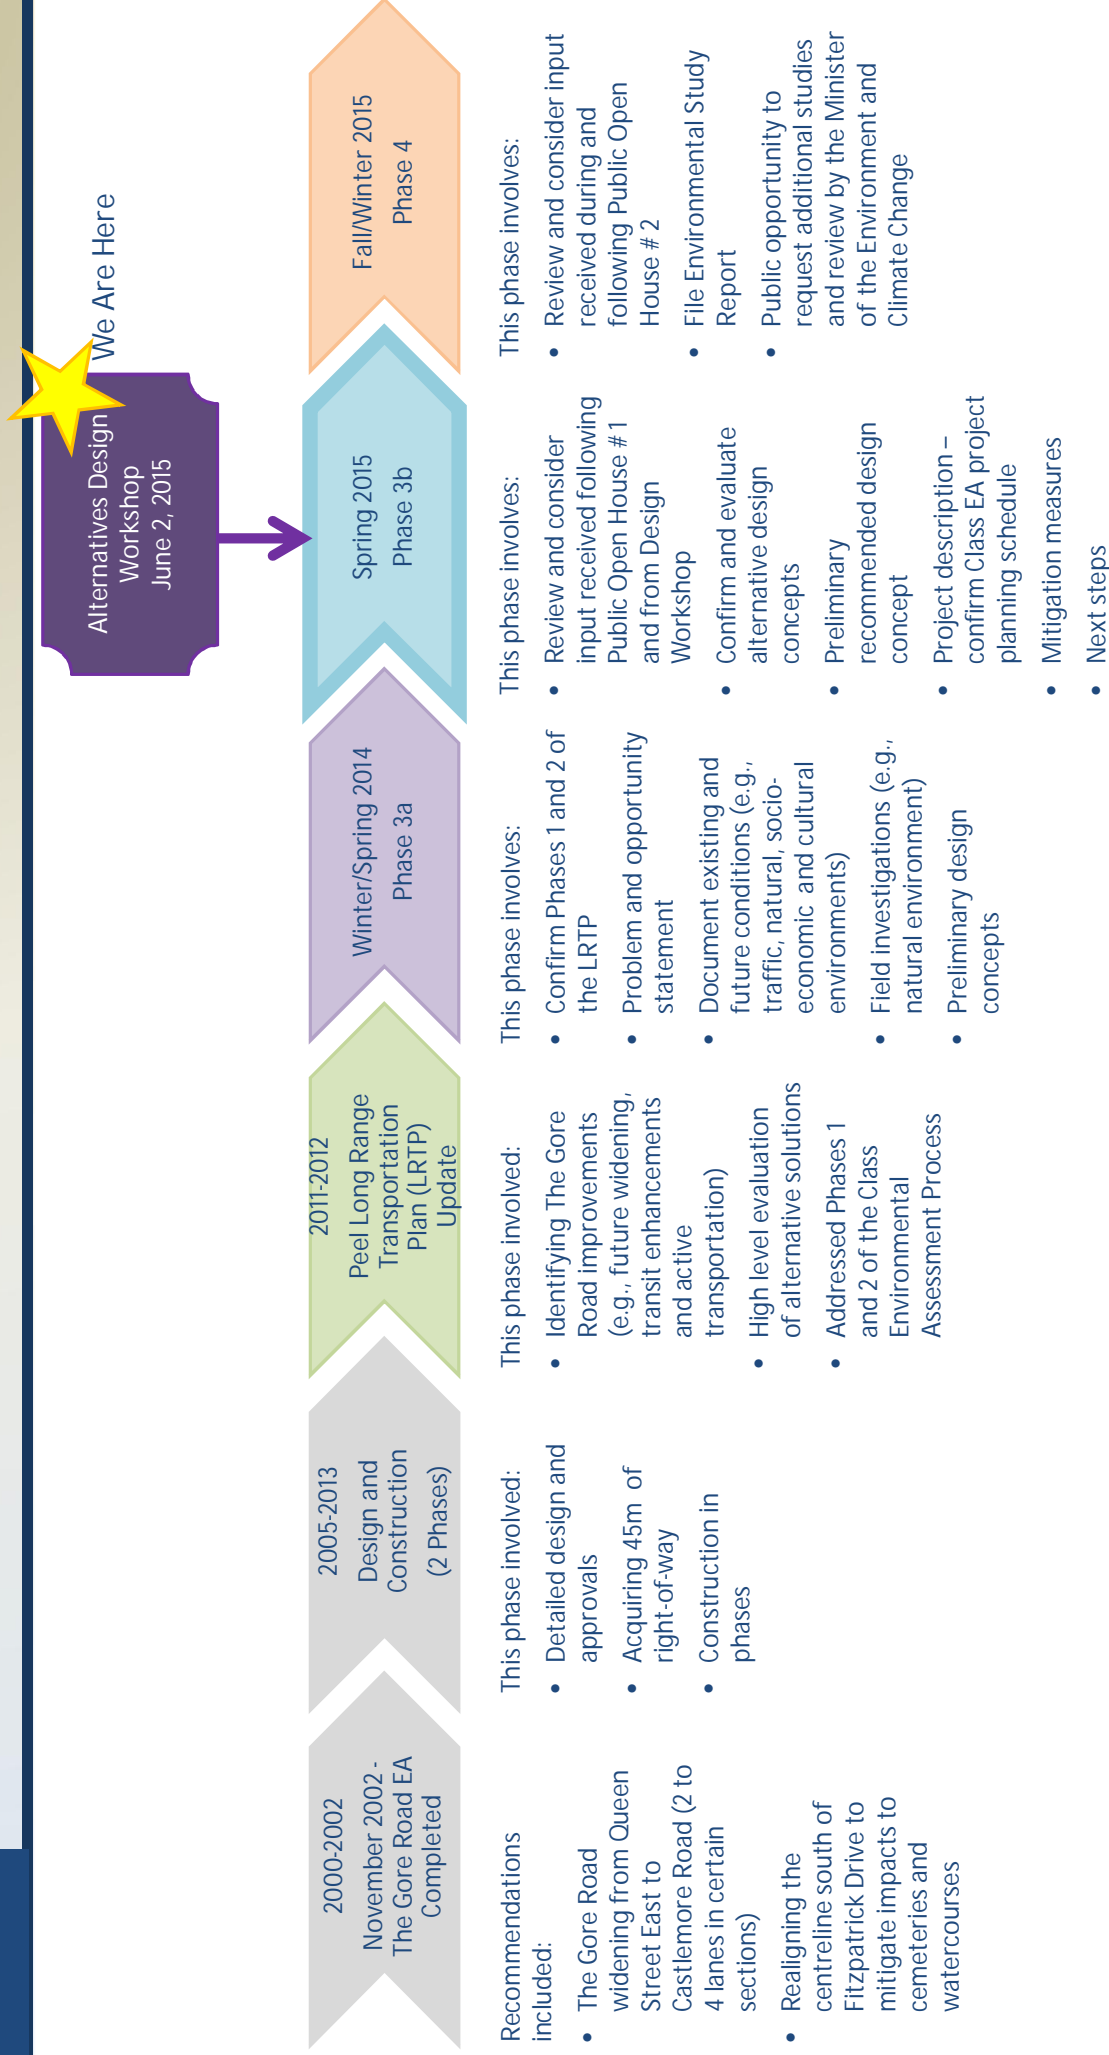 Alternatives Design
Workshop
June 2, 2015
We Are Here
2000-2002
November 2002 -
The Gore Road EA
Completed
Recommendations
included:
• The Gore Road
widening from Queen
Street East to
Castlemore Road (2 to
4 lanes in certain
sections)
• Realigning the
centreline south of
Fitzpatrick Drive to
mitigate impacts to
cemeteries and
watercourses
2005-2013
Design and
Construction
(2 Phases)
This phase involved:
• Detailed design and
approvals
• Acquiring 45m of
right-of-way
• Construction in
phases
2011-2012
Peel Long Range
Transportation
Plan (LRTP)
Update
This phase involved:
• Identifying The Gore
Road improvements
(e.g., future widening,
transit enhancements
and active
transportation)
• High level evaluation
of alternative solutions
• Addressed Phases 1
and 2 of the Class
Environmental
Assessment Process
Winter/Spring 2014
Phase 3a
This phase involves:
• Confirm Phases 1 and 2 of
the LRTP
• Problem and opportunity
statement
• Document existing and
future conditions (e.g.,
traffic, natural, socio-
economic and cultural
environments)
• Field investigations (e.g.,
natural environment)
• Preliminary design
concepts
Spring 2015
Phase 3b
This phase involves:
• Review and consider
input received following
Public Open House # 1
and from Design
Workshop
• Confirm and evaluate
alternative design
concepts
• Preliminary
recommended design
concept
• Project description –
confirm Class EA project
planning schedule
• Mitigation measures
• Next steps
Fall/Winter 2015
Phase 4
This phase involves:
• Review and consider input
received during and
following Public Open
House # 2
• File Environmental Study
Report
• Public opportunity to
request additional studies
and review by the Minister
of the Environment and
Climate Change